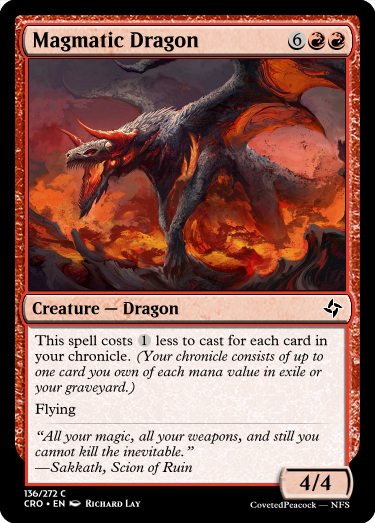 Magmatic Dragon 6
Creature — Dragon
This spell costs 1 less to cast for each card in
your chronicle. (Your chronicle consists of up to
one card you own of each mana value in exile or
your graveyard.)
Flying
“All your magic, all your weapons, and still you
cannot kill the inevitable.”
—Sakkath, Scion of Ruin
4/4
136/272 C
CRO • EN Richard Lay
CovetedPeacock — NFS